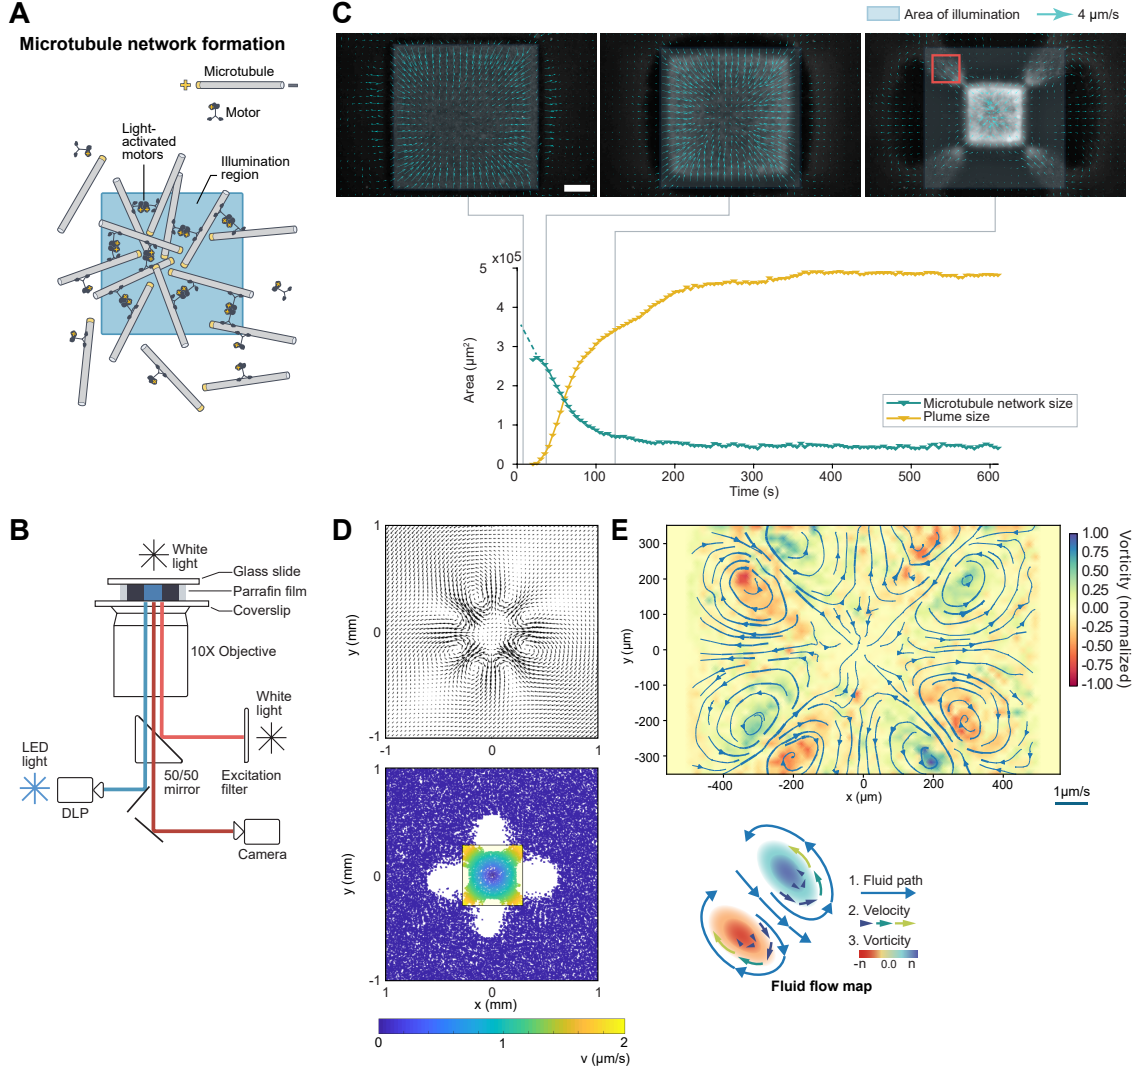 A
Microtubule network formation
Microtubule
Motor
Light-
activated
motors
Illumination
region
B
White
light
Glass slide
Parrafin film
Coverslip
10X Objective
White
light
LED
light
DLP
50/50
mirror
Excitation
filter
Camera
C
Area of illumination
4 µm/s
x10⁵
5
4
3
2
1
0
Area (µm²)
0
100
200
300
400
500
600
Time (s)
Microtubule network size
Plume size
D
1
0
-1
y (mm)
-1
0
1
1
0
-1
y (mm)
1
0
1
x (mm)
0
1
2
v (µm/s)
E
300
200
100
0
-100
-200
-300
y (µm)
-400
-200
0
200
400
x (µm)
1.00
0.75
0.50
0.25
0.00
-0.25
-0.50
-0.75
-1.00
Vorticity (normalized)
1µm/s
1. Fluid path
2. Velocity
3. Vorticity
-n
0.0
n
Fluid flow map